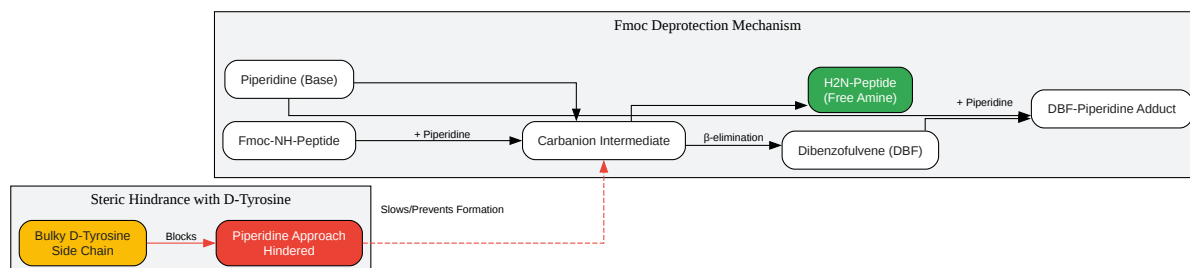 Fmoc Deprotection Mechanism
Piperidine (Base)
H2N-Peptide
(Free Amine)
+ Piperidine
DBF-Piperidine Adduct
Fmoc-NH-Peptide
+ Piperidine
Carbanion Intermediate
β-elimination
Dibenzofulvene (DBF)
Steric Hindrance with D-Tyrosine
Slows/Prevents Formation
Bulky D-Tyrosine
Side Chain
Blocks
Piperidine Approach
Hindered